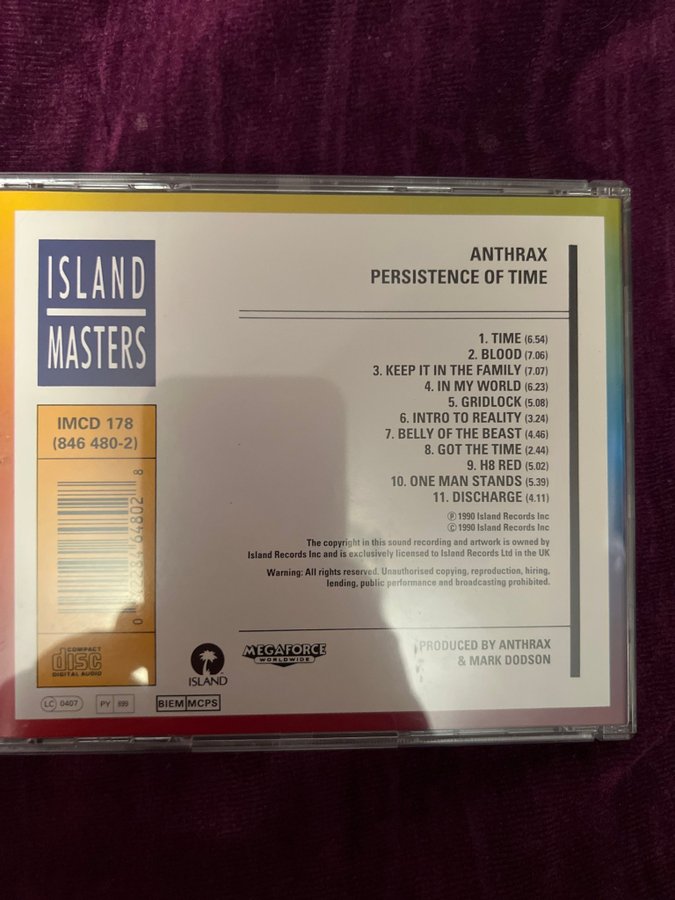 ISLAND
MASTERS
IMCD 178
(846 480-2)
COMPACT
disc
DIGITAL AUDIO
LC 0407
PY 899
BIEM MCPS
ANTHRAX
PERSISTENCE OF TIME
1. TIME (6.54)
2. BLOOD (7.06)
3. KEEP IT IN THE FAMILY (7.07)
4. IN MY WORLD (6.23)
5. GRIDLOCK (5.08)
6. INTRO TO REALITY (3.24)
7. BELLY OF THE BEAST (4.46)
8. GOT THE TIME (2.44)
9. H8 RED (5.02)
10. ONE MAN STANDS (5.39)
11. DISCHARGE (4.11)
Ⓟ 1990 Island Records Inc
© 1990 Island Records Inc
The copyright in this sound recording and artwork is owned by
Island Records Inc and is exclusively licensed to Island Records Ltd in the UK
Warning: All rights reserved. Unauthorised copying, reproduction, hiring,
lending, public performance and broadcasting prohibited.
ISLAND
MEGAFORCE
WORLDWIDE
PRODUCED BY ANTHRAX
& MARK DODSON